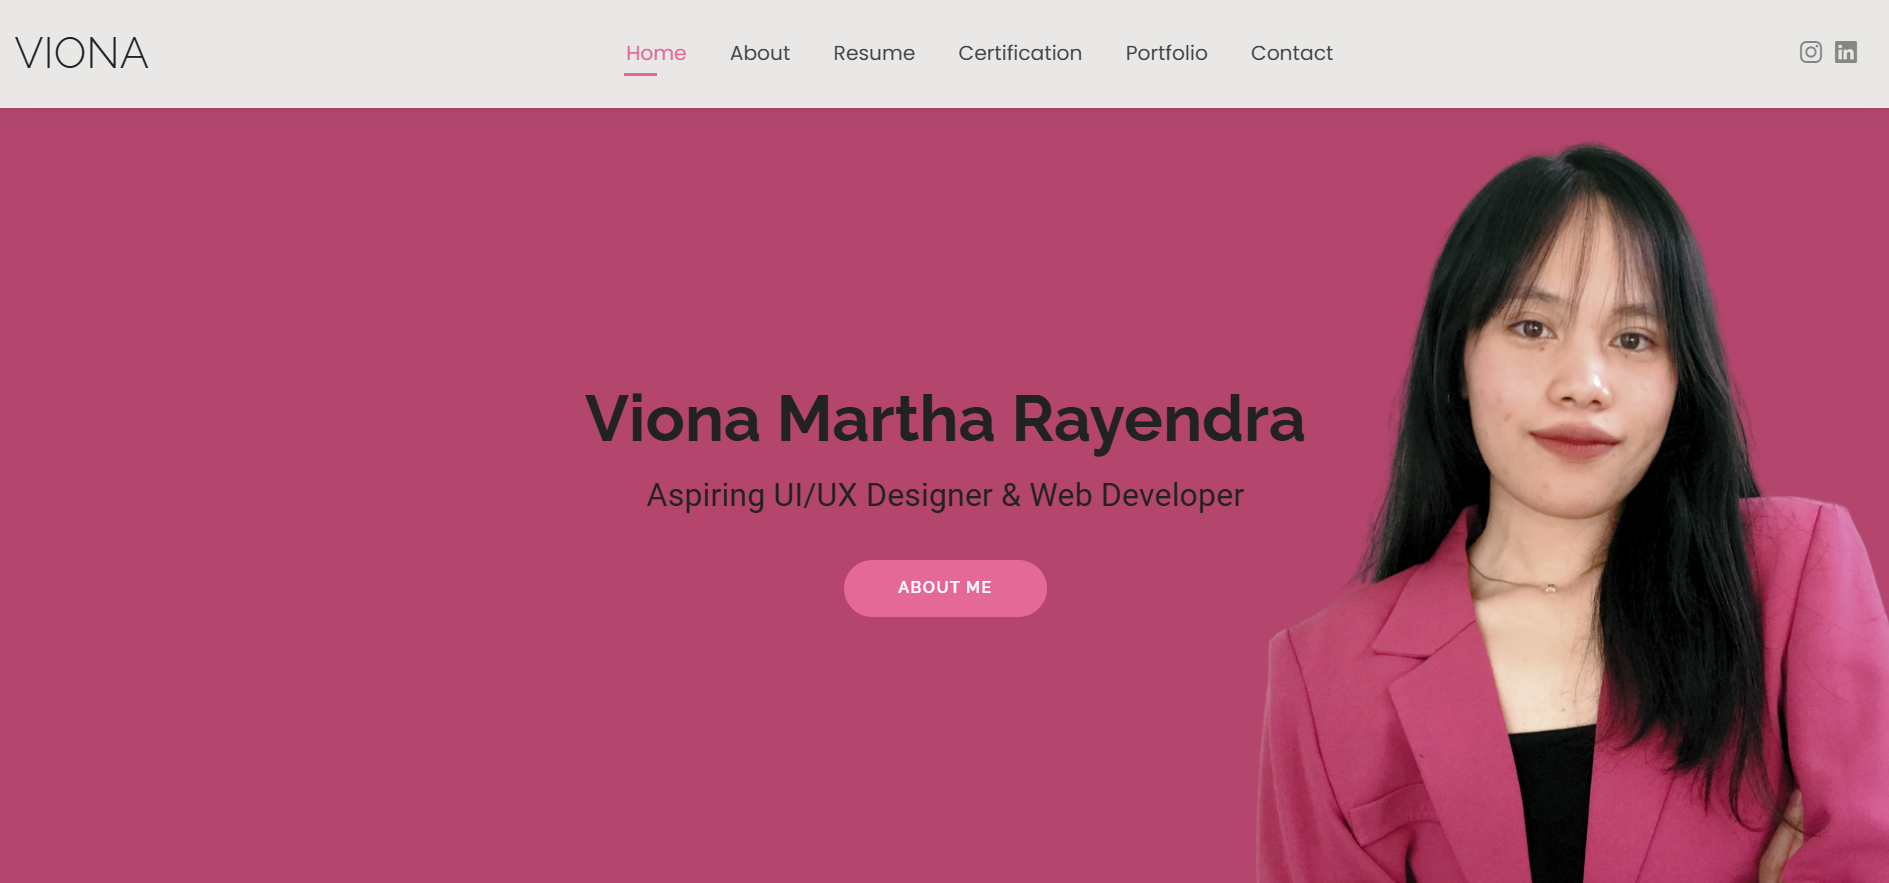 VIONA
Home About Resume Certification Portfolio Contact
Viona Martha Rayendra
Aspiring UI/UX Designer & Web Developer
ABOUT ME